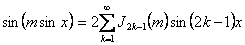 sin(m sin x) = 2∑_{k=1}^{∞} J_{2k−1}(m) sin(2k−1)x